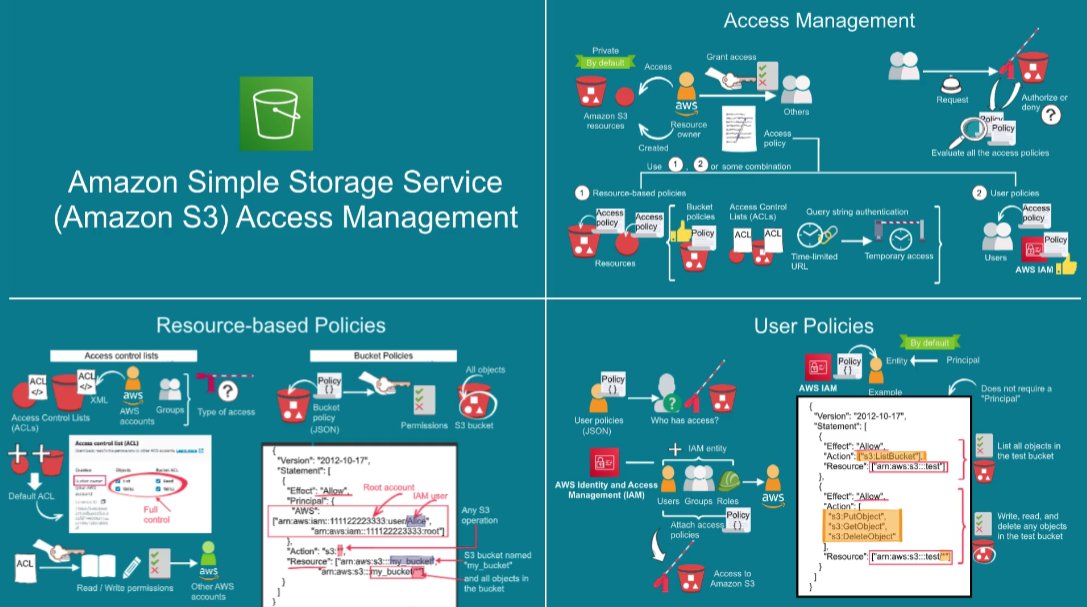 Amazon Simple Storage Service
(Amazon S3) Access Management
Access Management
Private
By default
Access
Grant access
Amazon S3
resources
aws
Resource
owner
Others
Created
Access
policy
Request
Authorize or
deny
?
Policy
Policy
Evaluate all the access policies
Use 1 , 2 or some combination
1 Resource-based policies
Access
policy
Access
policy
Resources
Bucket
policies
Policy
Access Control
Lists (ACLs)
ACL
ACL
Query string authentication
Time-limited
URL
Temporary access
2 User policies
Access
policy
Users
Policy
AWS IAM
Resource-based Policies
Access control lists
ACL
</>
ACL
</>
XML
Access Control Lists
(ACLs)
aws
AWS
accounts
Groups
?
Type of access
Default ACL
Access control list (ACL)
Learn more
Grantee
Objects
Bucket ACL
List
Read
Write
Full
control
ACL
Read / Write permissions
aws
Other AWS
accounts
Bucket Policies
Policy
{ }
Bucket
policy
(JSON)
Permissions
All objects
S3 bucket
{
"Version": "2012-10-17",
"Statement": [
{
"Effect": "Allow",
"Principal": {
"AWS":
["arn:aws:iam::111122223333:user/Alice",
"arn:aws:iam::111122223333:root"]
},
"Action": "s3:*",
"Resource": ["arn:aws:s3:::my_bucket",
"arn:aws:s3:::my_bucket/*"]
}
]
}
Root account
IAM user
Any S3
operation
S3 bucket named
"my_bucket"
and all objects in
the bucket
User Policies
Policy
{ }
User policies
(JSON)
?
Who has access?
AWS IAM
Policy
{ }
By default
Entity
Principal
Example
Does not require a
"Principal"
AWS Identity and Access
Management (IAM)
IAM entity
Users
Groups
Roles
aws
Attach access
policies
Policy
{ }
Access to
Amazon S3
{
"Version": "2012-10-17",
"Statement": [
{
"Effect": "Allow",
"Action": ["s3:ListBucket"],
"Resource": ["arn:aws:s3:::test"]
},
{
"Effect": "Allow",
"Action": [
"s3:PutObject",
"s3:GetObject",
"s3:DeleteObject"
],
"Resource": ["arn:aws:s3:::test/*"]
}
]
}
List all objects in
the test bucket
Write, read, and
delete any objects
in the test bucket